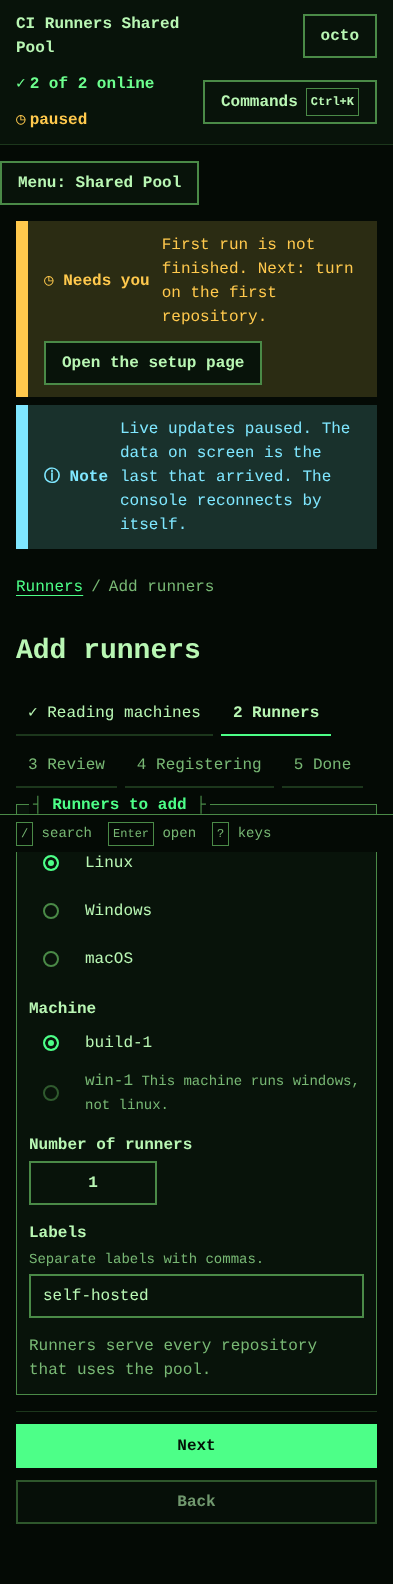 CI Runners Shared
Pool
octo
✓ 2 of 2 online
◷ paused
Commands Ctrl+K
Menu: Shared Pool
◷ Needs you
First run is not
finished. Next: turn
on the first
repository.
Open the setup page
ⓘ Note
Live updates paused. The
data on screen is the
last that arrived. The
console reconnects by
itself.
Runners / Add runners
Add runners
✓ Reading machines
2 Runners
3 Review
4 Registering
5 Done
Runners to add
/ search Enter open ? keys
Linux
Windows
macOS
Machine
build-1
win-1 This machine runs windows,
not linux.
Number of runners
1
Labels
Separate labels with commas.
self-hosted
Runners serve every repository
that uses the pool.
Next
Back